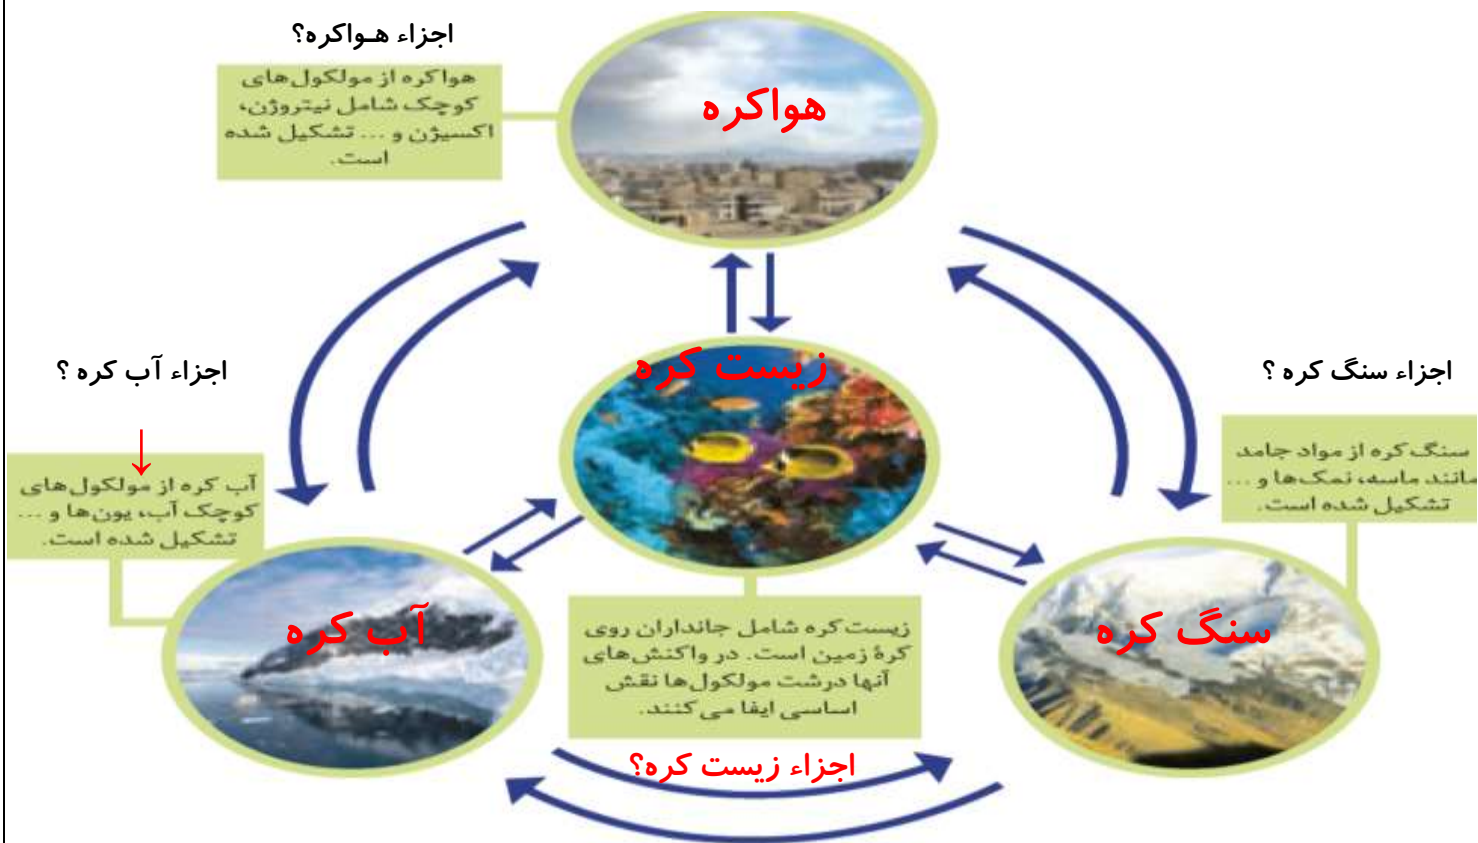 اجزاء هـواکره؟
هواکره از مولکول‌های
کوچک شامل نیتروژن،
اکسیژن و ... تشکیل شده
است.
هواکره
زیست کره
اجزاء آب کره ؟
آب کره از مولکول‌های
کوچک آب، یون‌ها و ...
تشکیل شده است.
آب کره
اجزاء سنگ کره ؟
سنگ‌کره از مواد جامد
مانند ماسه، نمک‌ها و ...
تشکیل شده است.
سنگ کره
زیست‌کره شامل جانداران روی
کرهٔ زمین است. در واکنش‌های
آنها درشت مولکول‌ها نقش
اساسی ایفا می‌کنند.
اجزاء زیست کره؟